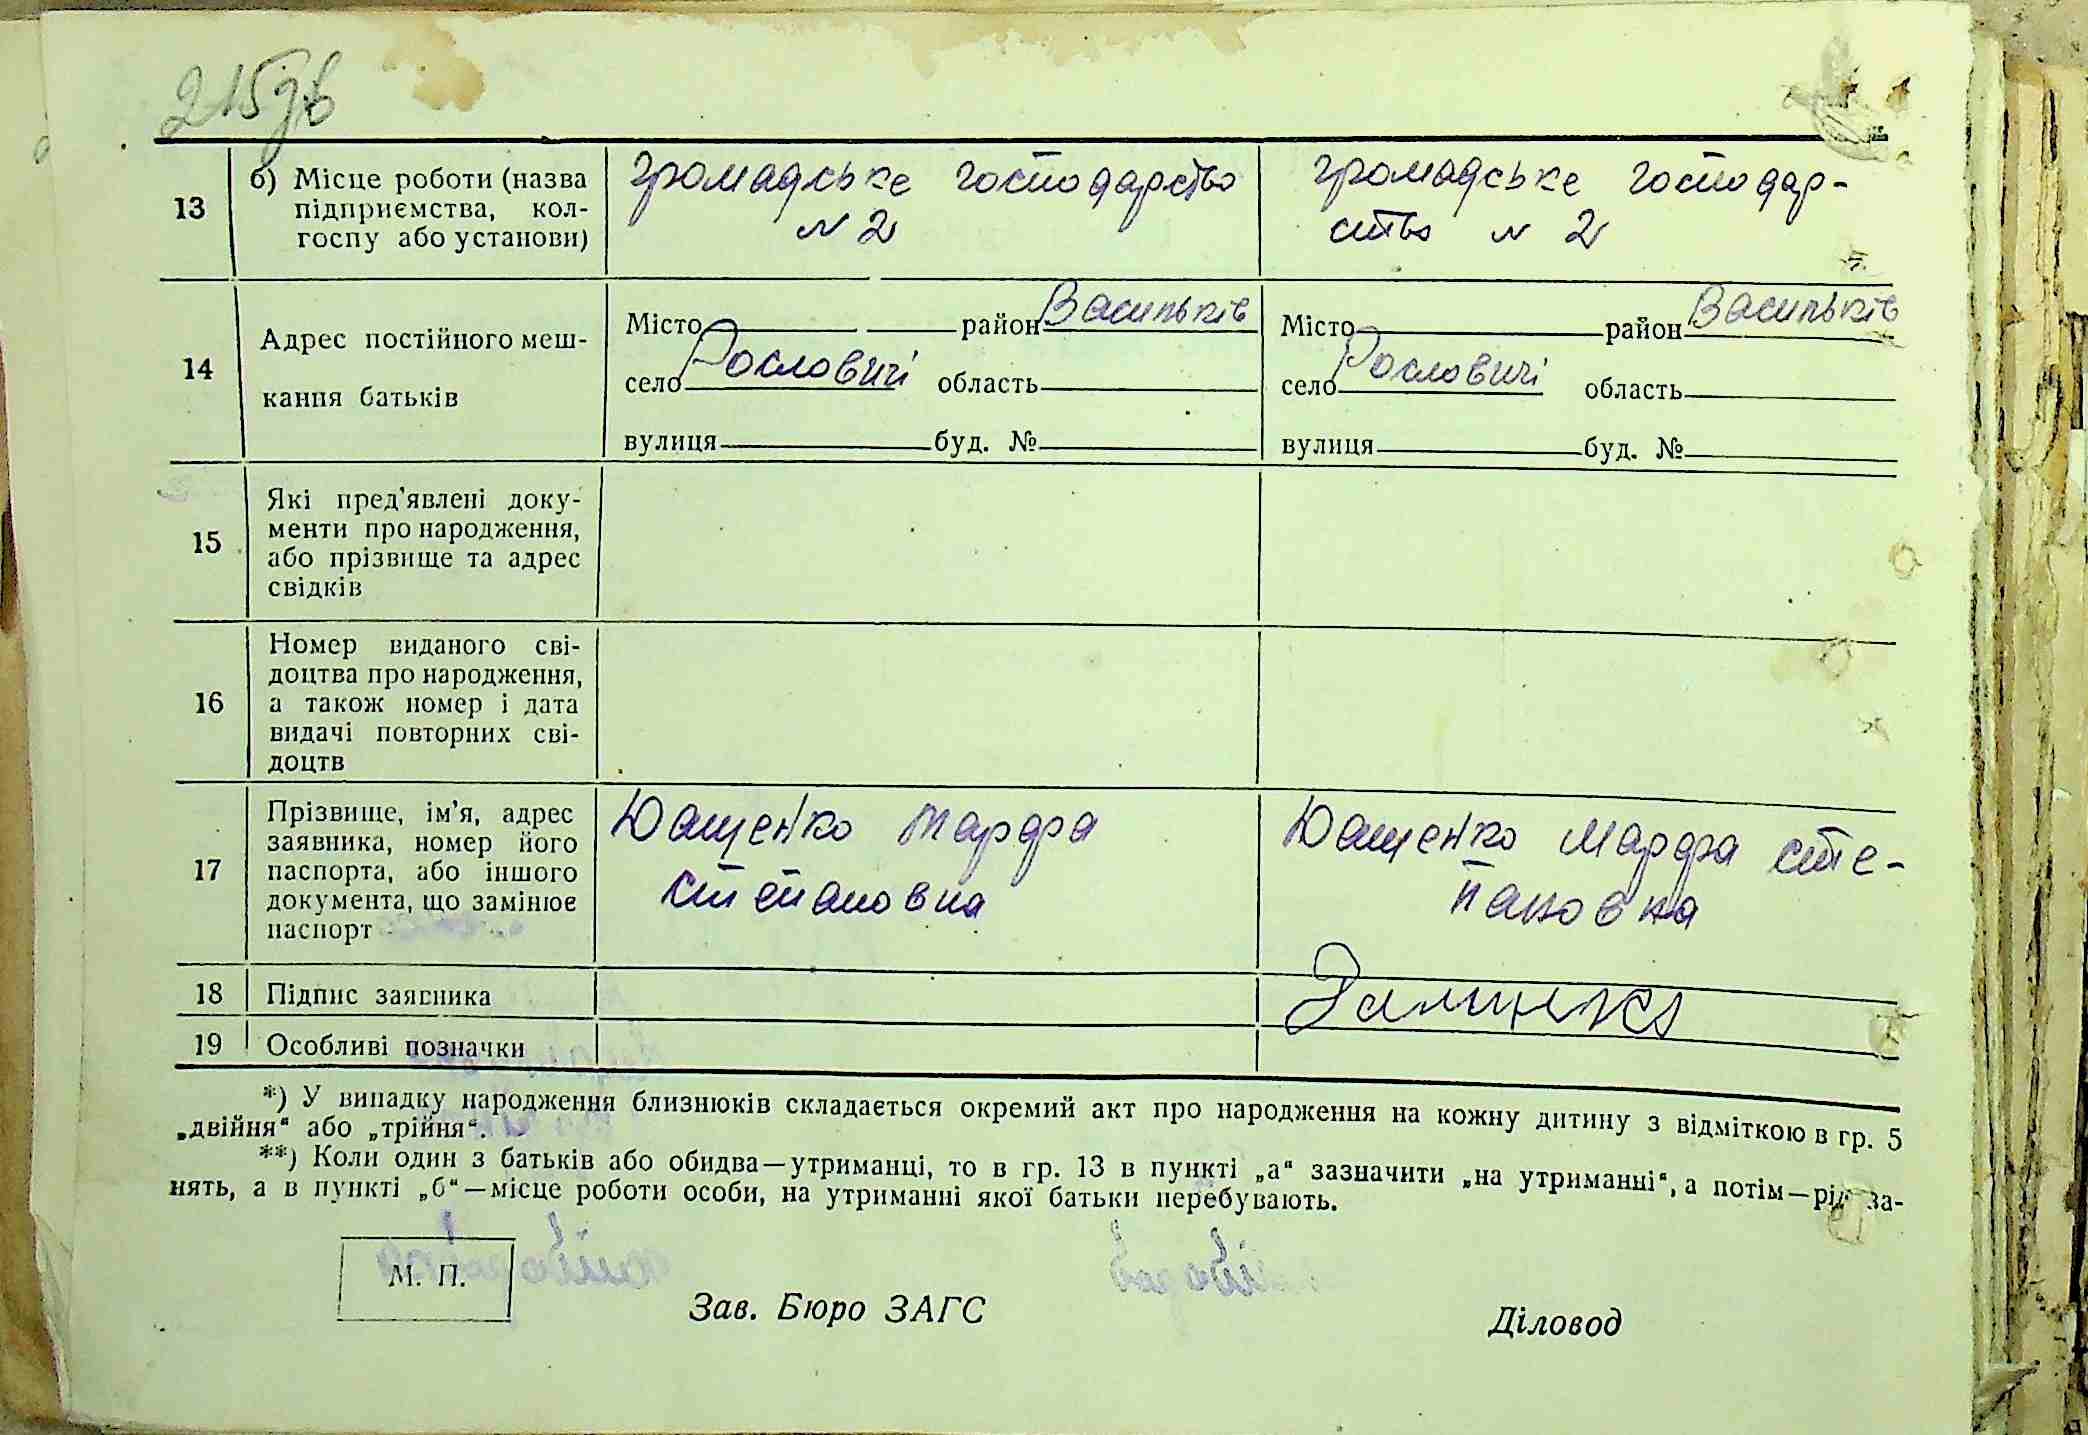 215 зв
13 б) Місце роботи (назва підприємства, колгоспу або установи)
громадське господарство
N 2
громадське господар-
ство N 2
14 Адрес постійного меш-
кання батьків
Місто район Васильків
село Рословичі область
вулиця буд. №
Місто район Васильків
село Рословичі область
вулиця буд. №
15 Які пред'явлені доку-
менти про народження,
або прізвище та адрес
свідків
16 Номер виданого сві-
доцтва про народження,
а також номер і дата
видачі повторних сві-
доцтв
17 Прізвище, ім'я, адрес
заявника, номер його
паспорта, або іншого
документа, що замінює
паспорт
Ющенко Марфа
Степановна
Ющенко Марфа Сте-
пановна
18 Підпис заявника
19 Особливі позначки
*) У випадку народження близнюків складається окремий акт про народження на кожну дитину з відміткою в гр. 5
„двійня“ або „трійня“.
**) Коли один з батьків або обидва—утриманці, то в гр. 13 в пункті „а“ зазначити „на утриманні“, а потім—рід за-
нять, а в пункті „б“—місце роботи особи, на утриманні якої батьки перебувають.
М. П.
Зав. Бюро ЗАГС
Діловод